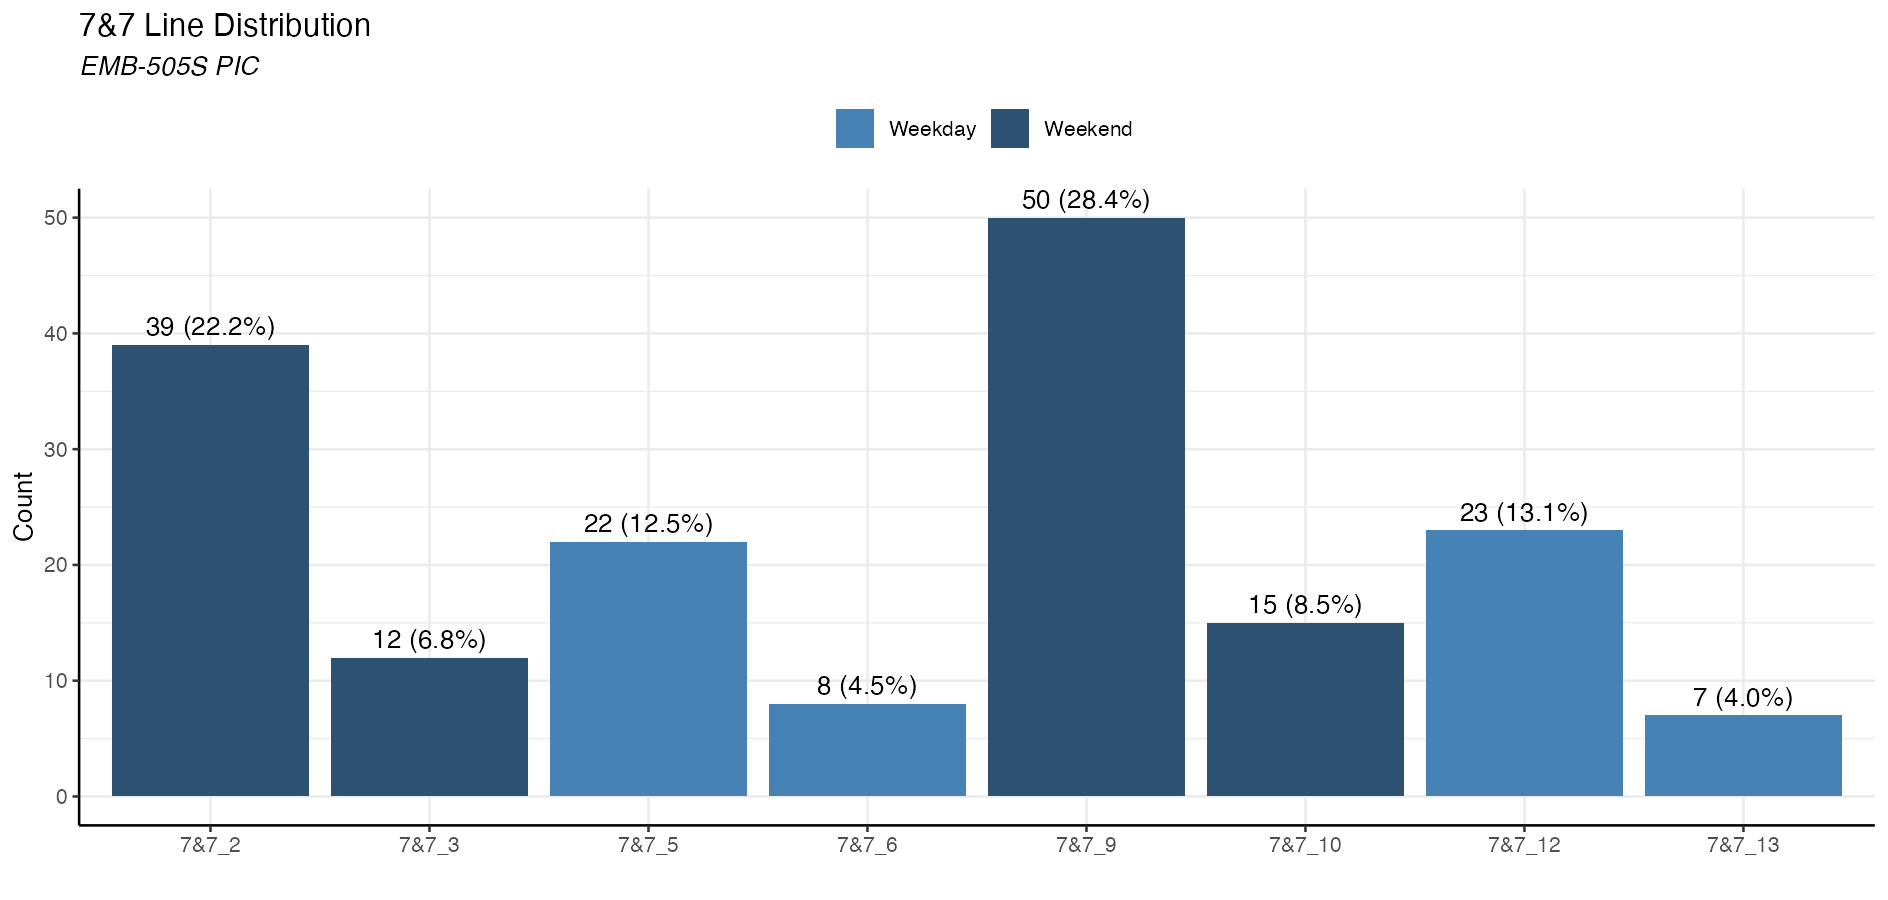 7&7 Line Distribution
EMB-505S PIC
Weekday Weekend
50 (28.4%)
39 (22.2%)
22 (12.5%)
23 (13.1%)
12 (6.8%)
15 (8.5%)
8 (4.5%)
7 (4.0%)
Count
50
40
30
20
10
0
7&7_2 7&7_3 7&7_5 7&7_6 7&7_9 7&7_10 7&7_12 7&7_13